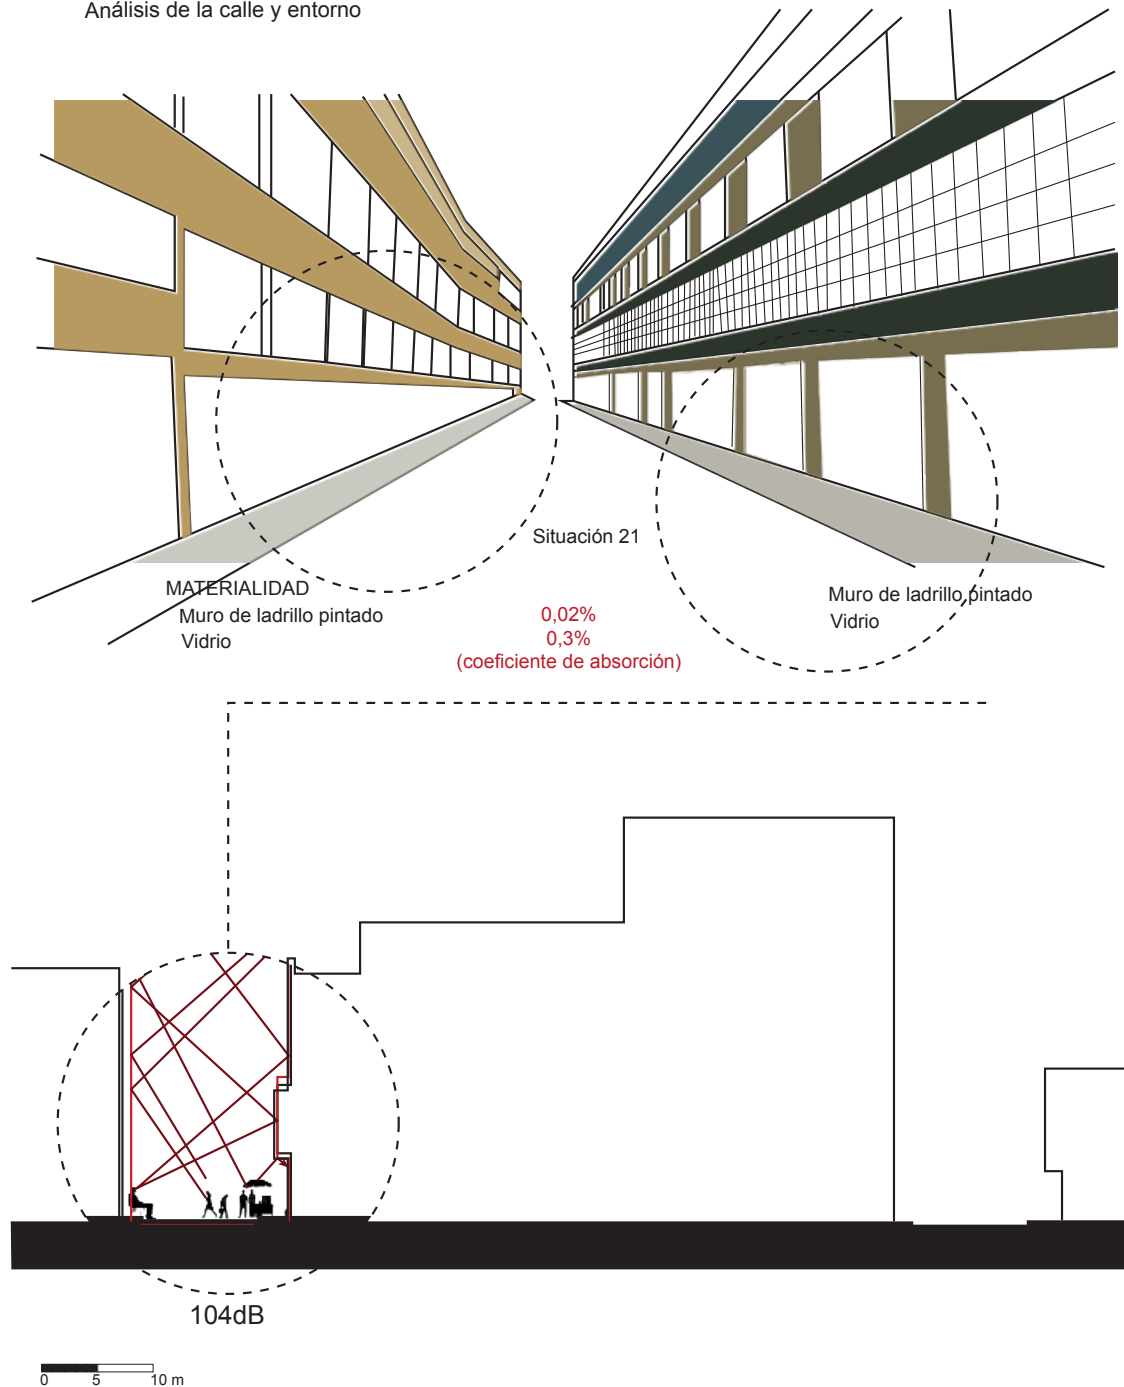 Análisis de la calle y entorno
Situación 21
MATERIALIDAD
Muro de ladrillo pintado
Vidrio
0,02%
0,3%
(coeficiente de absorción)
Muro de ladrillo pintado
Vidrio
104dB
0 5 10 m